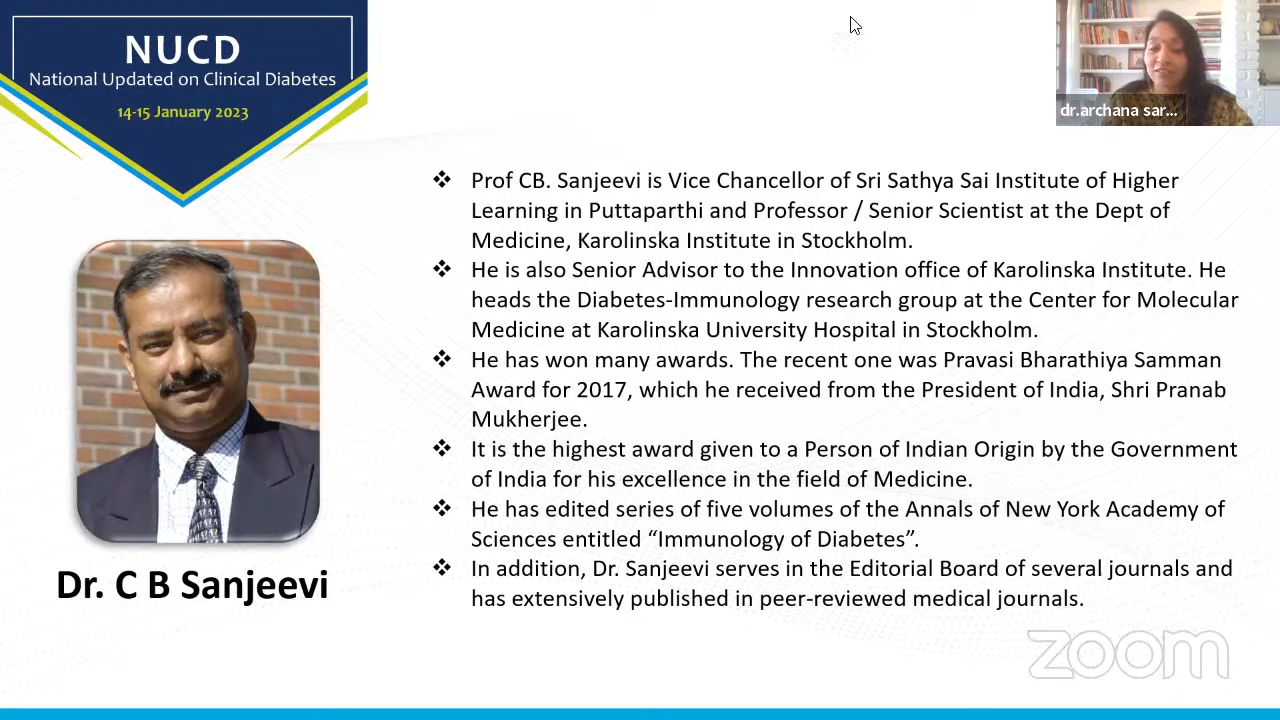 NUCD
National Updated on Clinical Diabetes
14-15 January 2023
dr.archana sar...
❖ Prof CB. Sanjeevi is Vice Chancellor of Sri Sathya Sai Institute of Higher
Learning in Puttaparthi and Professor / Senior Scientist at the Dept of
Medicine, Karolinska Institute in Stockholm.
❖ He is also Senior Advisor to the Innovation office of Karolinska Institute. He
heads the Diabetes-Immunology research group at the Center for Molecular
Medicine at Karolinska University Hospital in Stockholm.
❖ He has won many awards. The recent one was Pravasi Bharathiya Samman
Award for 2017, which he received from the President of India, Shri Pranab
Mukherjee.
❖ It is the highest award given to a Person of Indian Origin by the Government
of India for his excellence in the field of Medicine.
❖ He has edited series of five volumes of the Annals of New York Academy of
Sciences entitled “Immunology of Diabetes”.
❖ In addition, Dr. Sanjeevi serves in the Editorial Board of several journals and
has extensively published in peer-reviewed medical journals.
Dr. C B Sanjeevi
zoom